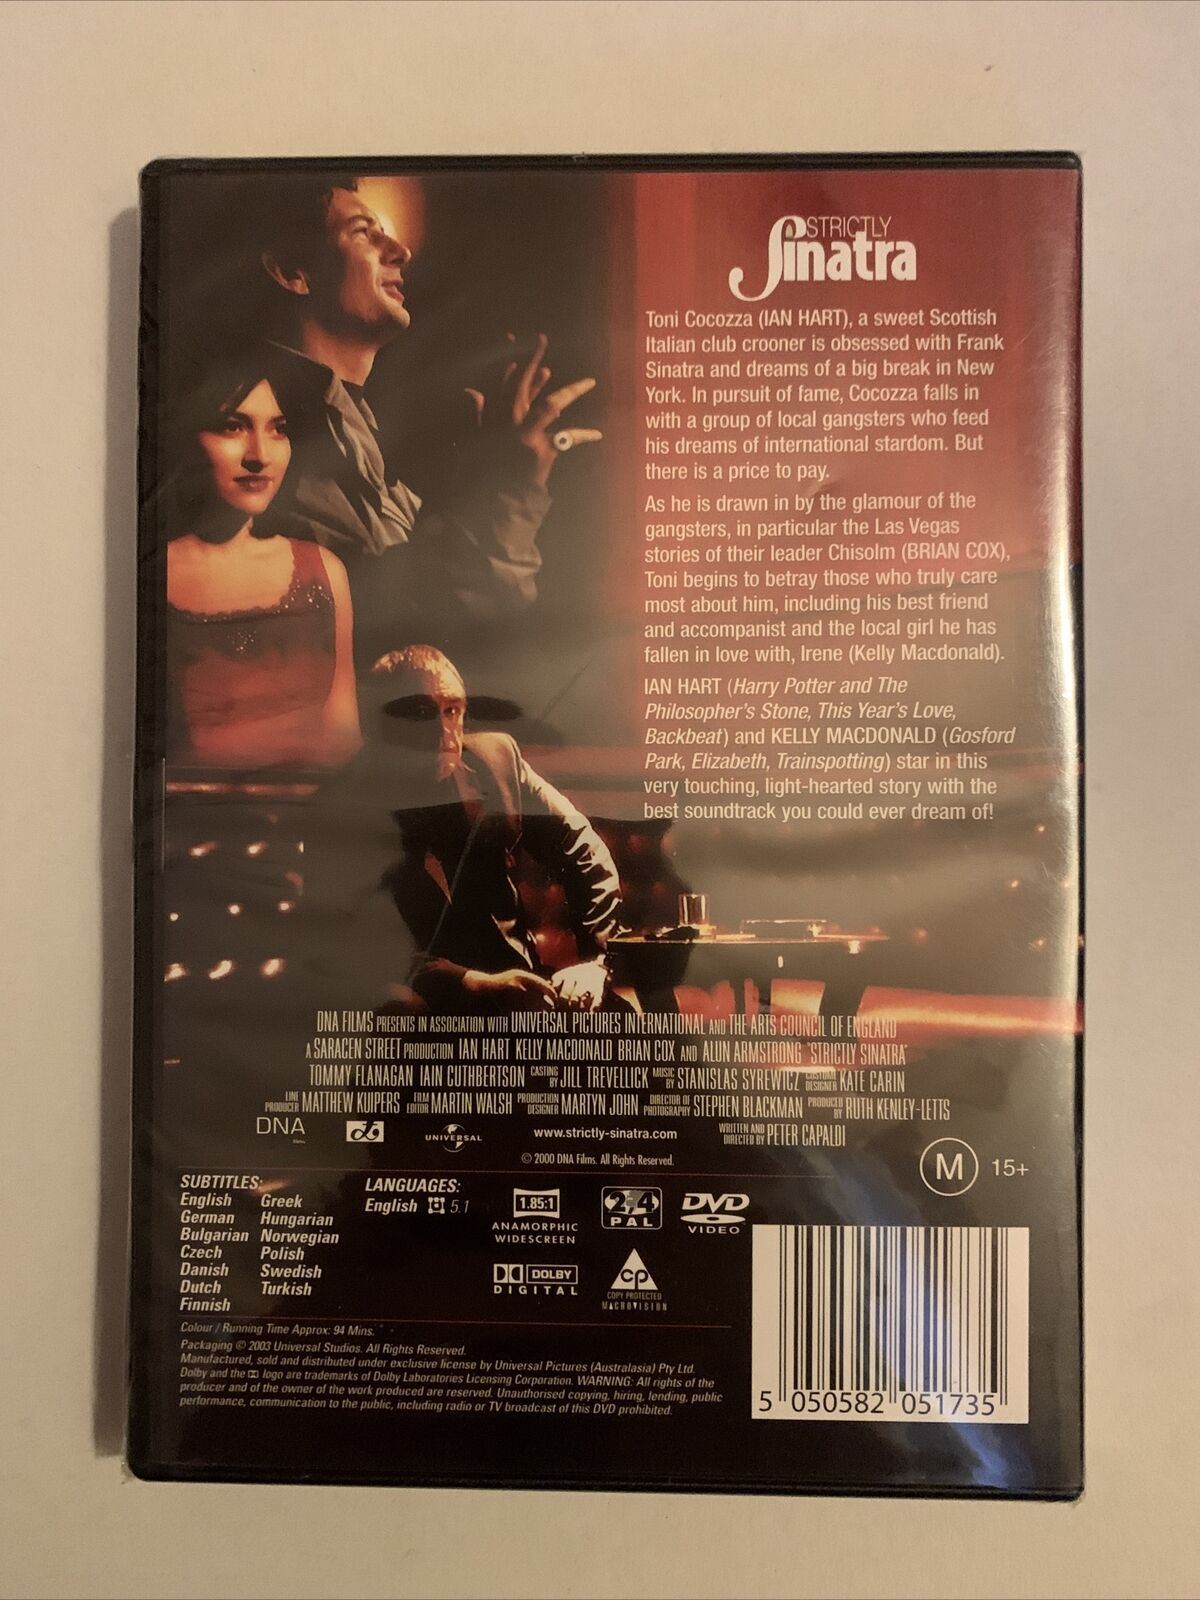 STRICTLY
Sinatra
Toni Cocozza (IAN HART), a sweet Scottish
Italian club crooner is obsessed with Frank
Sinatra and dreams of a big break in New
York. In pursuit of fame, Cocozza falls in
with a group of local gangsters who feed
his dreams of international stardom. But
there is a price to pay.
As he is drawn in by the glamour of the
gangsters, in particular the Las Vegas
stories of their leader Chisolm (BRIAN COX),
Toni begins to betray those who truly care
most about him, including his best friend
and accompanist and the local girl he has
fallen in love with, Irene (Kelly Macdonald).
IAN HART (Harry Potter and The
Philosopher's Stone, This Year's Love,
Backbeat) and KELLY MACDONALD (Gosford
Park, Elizabeth, Trainspotting) star in this
very touching, light-hearted story with the
best soundtrack you could ever dream of!
DNA FILMS PRESENTS IN ASSOCIATION WITH UNIVERSAL PICTURES INTERNATIONAL AND THE ARTS COUNCIL OF ENGLAND
A SARACEN STREET PRODUCTION IAN HART KELLY MACDONALD BRIAN COX AND ALUN ARMSTRONG "STRICTLY SINATRA"
TOMMY FLANAGAN IAIN CUTHBERTSON CASTING BY JILL TREVELLICK MUSIC BY STANISLAS SYREWICZ COSTUME DESIGNER KATE CARIN
LINE PRODUCER MATTHEW KUIPERS FILM EDITOR MARTIN WALSH PRODUCTION DESIGNER MARTYN JOHN DIRECTOR OF PHOTOGRAPHY STEPHEN BLACKMAN PRODUCED BY RUTH KENLEY-LETTS
DNA films UNIVERSAL www.strictly-sinatra.com WRITTEN AND DIRECTED BY PETER CAPALDI
© 2000 DNA Films. All Rights Reserved.
M 15+
SUBTITLES:
English Greek
German Hungarian
Bulgarian Norwegian
Czech Polish
Danish Swedish
Dutch Turkish
Finnish
LANGUAGES:
English 5.1
1.85:1
ANAMORPHIC
WIDESCREEN
2 4
PAL
DVD
VIDEO
DOLBY
DIGITAL
CP
COPY PROTECTED
MACROVISION
Colour / Running Time Approx: 94 Mins.
Packaging © 2003 Universal Studios. All Rights Reserved.
Manufactured, sold and distributed under exclusive license by Universal Pictures (Australasia) Pty Ltd.
Dolby and the logo are trademarks of Dolby Laboratories Licensing Corporation. WARNING: All rights of the
producer and of the owner of the work produced are reserved. Unauthorised copying, hiring, lending, public
performance, communication to the public, including radio or TV broadcast of this DVD prohibited.
5 050582 051735